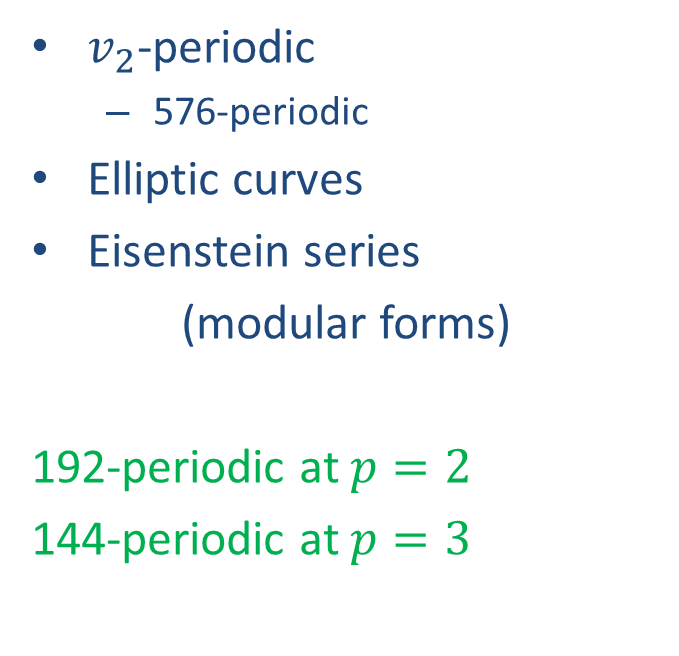 • v₂-periodic
– 576-periodic
• Elliptic curves
• Eisenstein series
(modular forms)
192-periodic at p = 2
144-periodic at p = 3